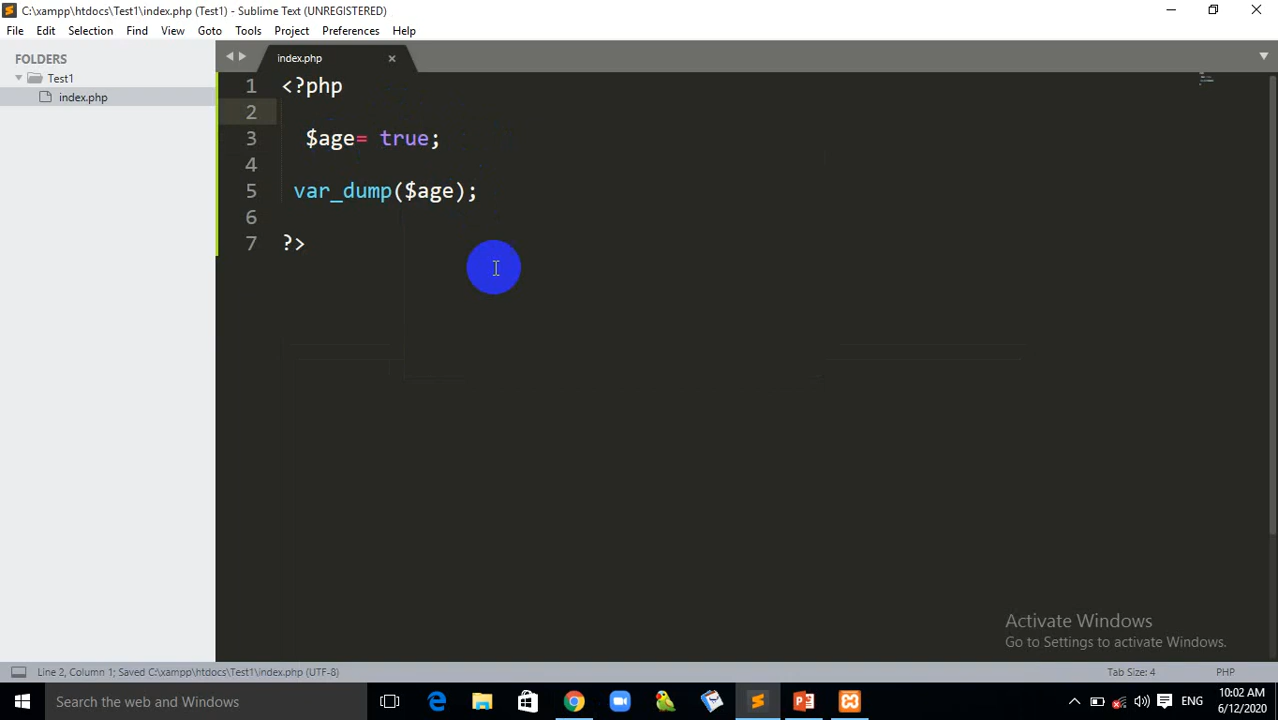 C:\xampp\htdocs\Test1\index.php (Test1) - Sublime Text (UNREGISTERED)
File Edit Selection Find View Goto Tools Project Preferences Help
FOLDERS
Test1
index.php
index.php
1 <?php
2
3 $age= true;
4
5 var_dump($age);
6
7 ?>
Activate Windows
Go to Settings to activate Windows.
Line 2, Column 1; Saved C:\xampp\htdocs\Test1\index.php (UTF-8) Tab Size: 4 PHP
Search the web and Windows
ENG
10:02 AM
6/12/2020